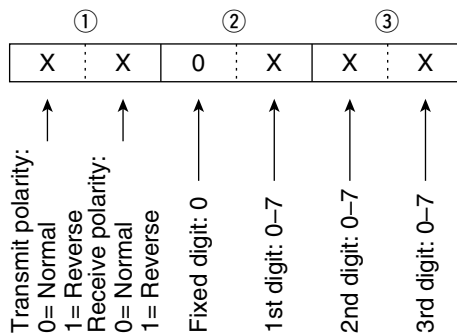 ① ② ③
X X 0 X X X
Transmit polarity:
0= Normal
1= Reverse
Receive polarity:
0= Normal
1= Reverse
Fixed digit: 0
1st digit: 0–7
2nd digit: 0–7
3rd digit: 0–7